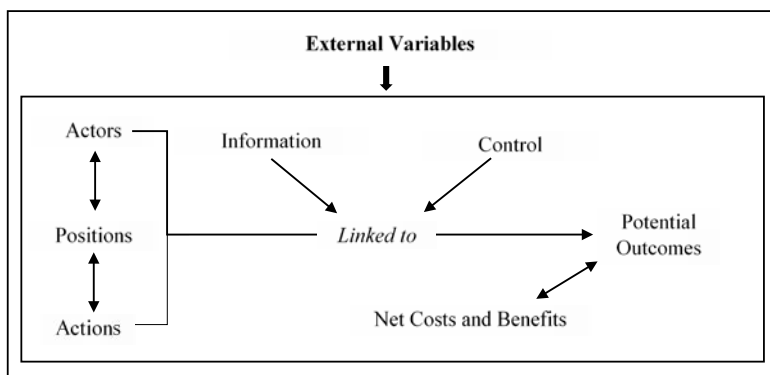 External Variables
Actors
Information
Control
Positions
Linked to
Potential
Outcomes
Actions
Net Costs and Benefits